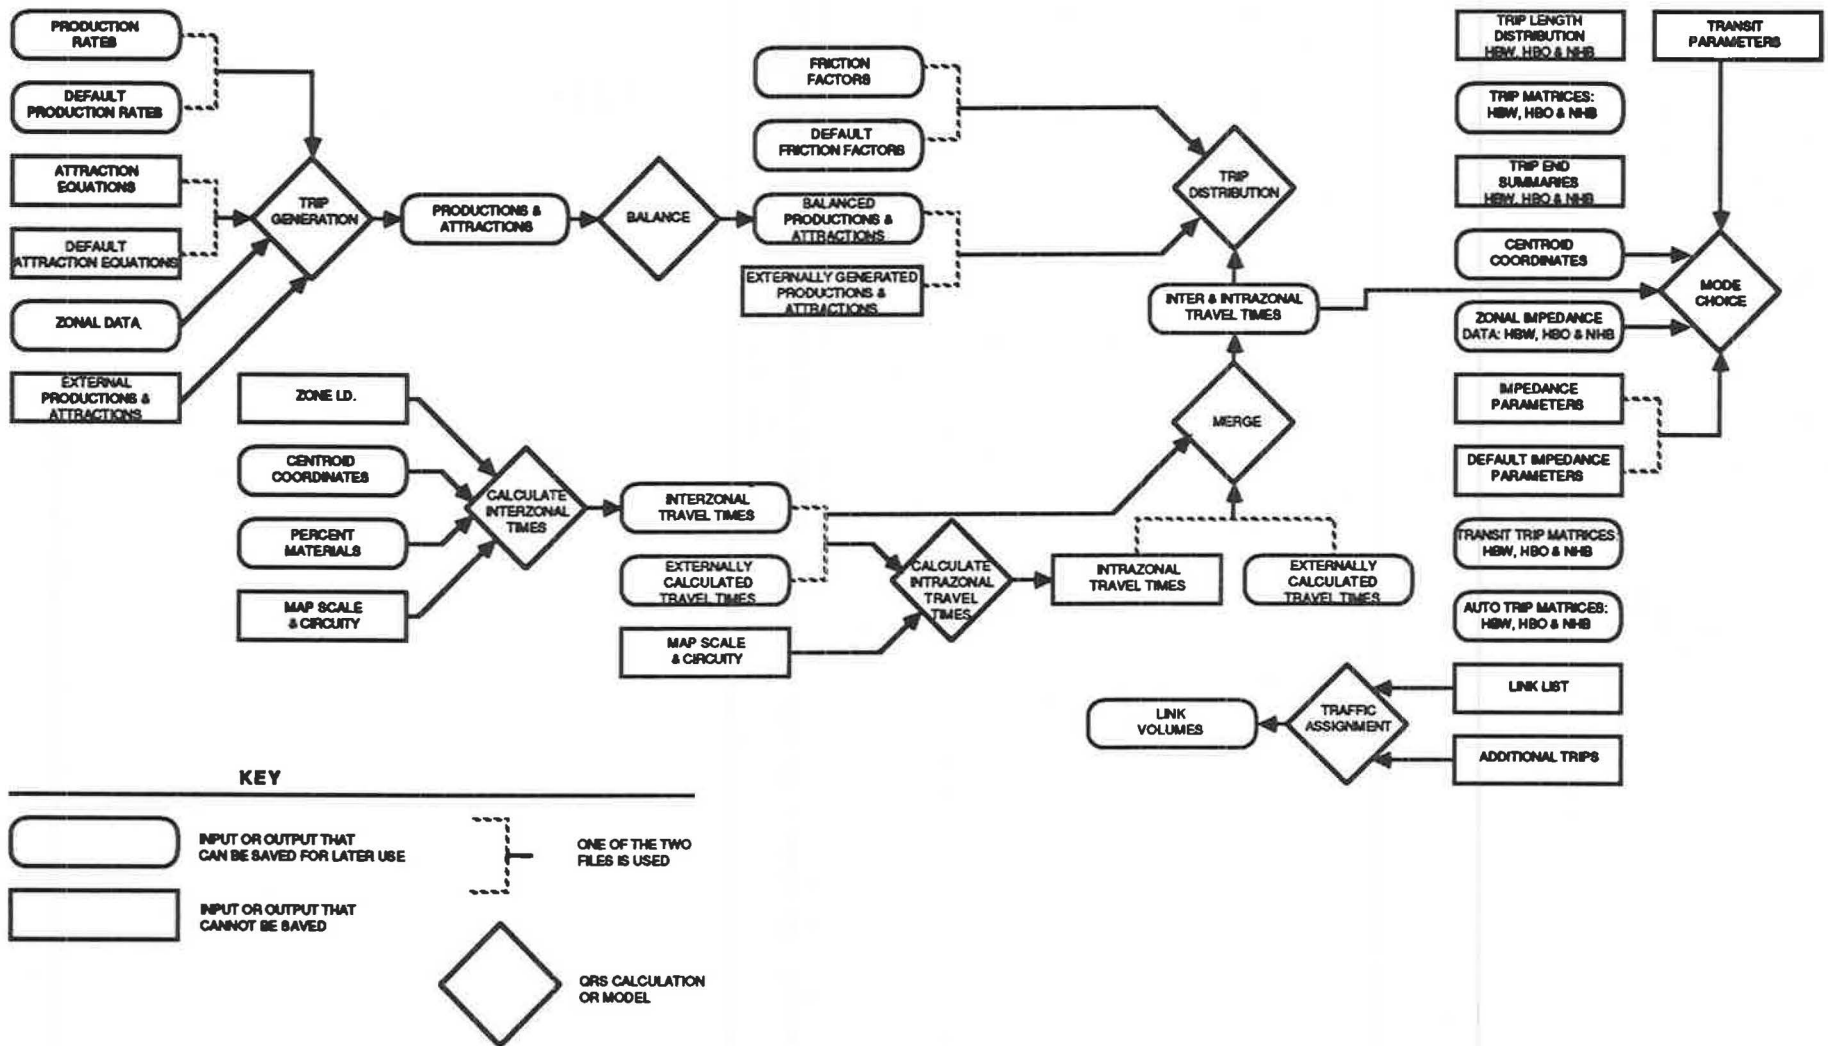 PRODUCTION
RATES
DEFAULT
PRODUCTION RATES
ATTRACTION
EQUATIONS
DEFAULT
ATTRACTION EQUATIONS
ZONAL DATA
EXTERNAL
PRODUCTIONS &
ATTRACTIONS
TRIP
GENERATION
PRODUCTIONS &
ATTRACTIONS
BALANCE
FRICTION
FACTORS
DEFAULT
FRICTION FACTORS
BALANCED
PRODUCTIONS &
ATTRACTIONS
EXTERNALLY GENERATED
PRODUCTIONS &
ATTRACTIONS
TRIP
DISTRIBUTION
INTER & INTRAZONAL
TRAVEL TIMES
MERGE
ZONE I.D.
CENTROID
COORDINATES
PERCENT
MATERIALS
MAP SCALE
& CIRCUITY
CALCULATE
INTERZONAL
TIMES
INTERZONAL
TRAVEL TIMES
EXTERNALLY
CALCULATED
TRAVEL TIMES
MAP SCALE
& CIRCUITY
CALCULATE
INTRAZONAL
TRAVEL
TIMES
INTRAZONAL
TRAVEL TIMES
EXTERNALLY
CALCULATED
TRAVEL TIMES
TRIP LENGTH
DISTRIBUTION
HBW, HBO & NHB
TRANSIT
PARAMETERS
TRIP MATRICES:
HBW, HBO & NHB
TRIP END
SUMMARIES
HBW, HBO & NHB
CENTROID
COORDINATES
MODE
CHOICE
ZONAL IMPEDANCE
DATA: HBW, HBO & NHB
IMPEDANCE
PARAMETERS
DEFAULT IMPEDANCE
PARAMETERS
TRANSIT TRIP MATRICES:
HBW, HBO & NHB
AUTO TRIP MATRICES:
HBW, HBO & NHB
LINK LIST
ADDITIONAL TRIPS
TRAFFIC
ASSIGNMENT
LINK
VOLUMES
KEY
INPUT OR OUTPUT THAT
CAN BE SAVED FOR LATER USE
INPUT OR OUTPUT THAT
CANNOT BE SAVED
ONE OF THE TWO
FILES IS USED
QRS CALCULATION
OR MODEL